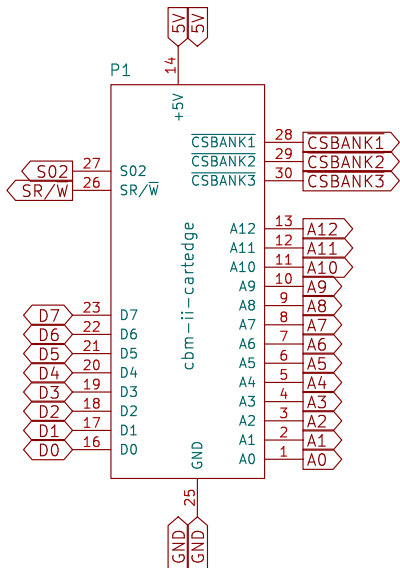 5V 5V
14
P1
+5V
CSBANK1 28 CSBANK1
CSBANK2 29 CSBANK2
CSBANK3 30 CSBANK3
S02 27 S02
SR/W 26 SR/W
cbm-ii-cartedge
A12 13 A12
A11 12 A11
A10 11 A10
A9 10 A9
A8 9 A8
A7 8 A7
A6 7 A6
A5 6 A5
A4 5 A4
A3 4 A3
A2 3 A2
A1 2 A1
A0 1 A0
D7 23 D7
D6 22 D6
D5 21 D5
D4 20 D4
D3 19 D3
D2 18 D2
D1 17 D1
D0 16 D0
GND
25
GND GND